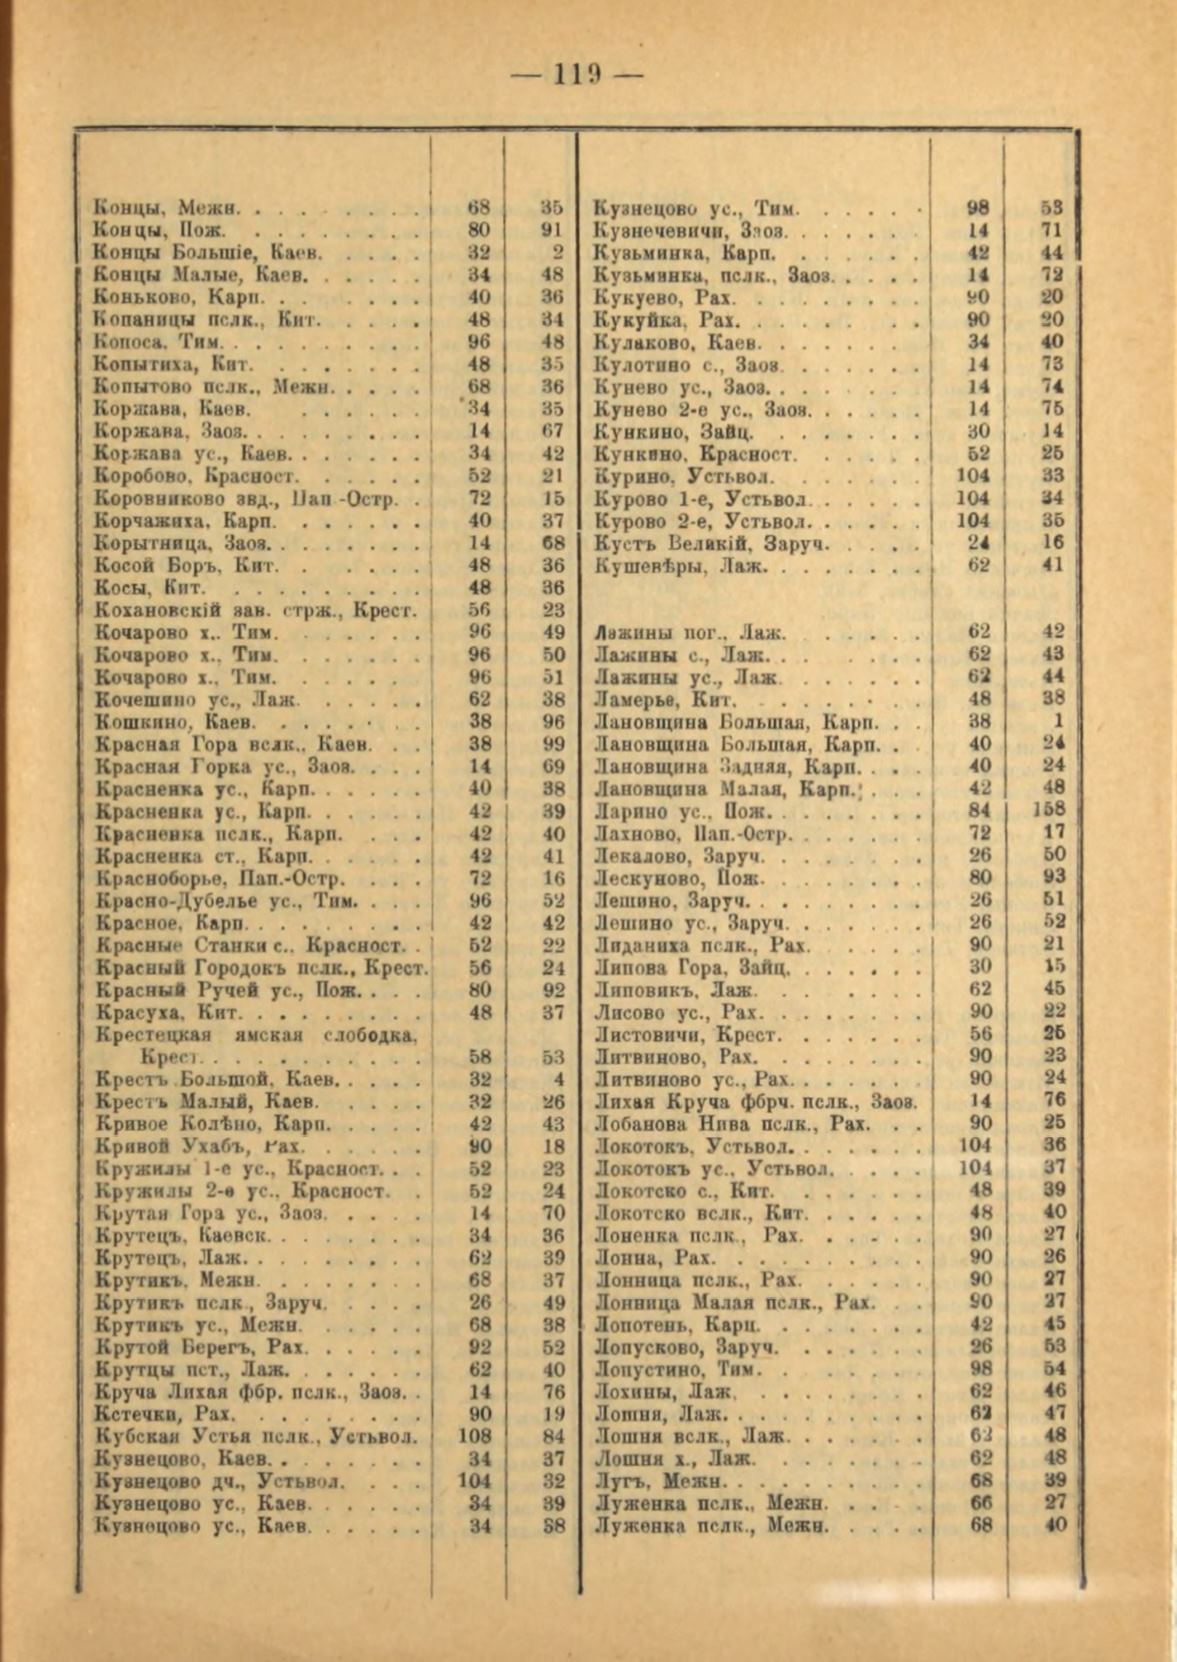 — 119 —
Концы, Межн. 68 35
Концы, Пож. 80 91
Концы Большіе, Каев. 32 2
Концы Малые, Каев. 34 48
Коньково, Карп. 40 36
Копаницы пслк., Кит. 48 34
Копоса, Тим. 96 48
Копытиха, Кит. 48 35
Копытово пслк., Межн. 68 36
Коржава, Каев. 34 35
Коржава, Заоз. 14 67
Коржава ус., Каев. 34 42
Коробово, Красност. 52 21
Коровниково звд., Пап.-Остр. 72 15
Корчажиха, Карп. 40 37
Корытница, Заоз. 14 68
Косой Боръ, Кит. 48 36
Косы, Кит. 48 36
Кохановскій зав. стрж., Крест. 56 23
Кочарово х., Тим. 96 49
Кочарово х., Тим. 96 50
Кочарово х., Тим. 96 51
Кочешино ус., Лаж. 62 38
Кошкино, Каев. 38 96
Красная Гора вслк., Каев. 38 99
Красная Горка ус., Заоз. 14 69
Красненка ус., Карп. 40 38
Красненка ус., Карп. 42 39
Красненка пслк., Карп. 42 40
Красненка ст., Карп. 42 41
Красноборье, Пап.-Остр. 72 16
Красно-Дубелье ус., Тим. 96 52
Красное, Карп. 42 42
Красные Станки с., Красност. 52 22
Красный Городокъ пслк., Крест. 56 24
Красный Ручей ус., Пож. 80 92
Красуха, Кит. 48 37
Крестецкая ямская слободка,
Крест. 58 53
Крестъ Большой, Каев. 32 4
Крестъ Малый, Каев. 32 26
Кривое Колѣно, Карп. 42 43
Кривой Ухабъ, Рах. 90 18
Кружилы 1-е ус., Красност. 52 23
Кружилы 2-е ус., Красност. 52 24
Крутая Гора ус., Заоз. 14 70
Крутецъ, Каевск. 34 36
Крутецъ, Лаж. 62 39
Крутикъ, Межн. 68 37
Крутикъ пслк., Заруч. 26 49
Крутикъ ус., Межн. 68 38
Крутой Берегъ, Рах. 92 52
Крутцы пст., Лаж. 62 40
Круча Лихая фбр. пслк., Заоз. 14 76
Кстечки, Рах. 90 19
Кубская Устья пслк., Устьвол. 108 84
Кузнецово, Каев. 34 37
Кузнецово дч., Устьвол. 104 32
Кузнецово ус., Каев. 34 39
Кузнецово ус., Каев. 34 38
Кузнецово ус., Тим. 98 53
Кузнечевичи, Заоз. 14 71
Кузьминка, Карп. 42 44
Кузьминка, пслк., Заоз. 14 72
Кукуево, Рах. 90 20
Кукуйка, Рах. 90 20
Кулаково, Каев. 34 40
Кулотино с., Заоз. 14 73
Кунево ус., Заоз. 14 74
Кунево 2-е ус., Заоз. 14 75
Кункино, Зайц. 30 14
Кункино, Красност. 52 25
Курино, Устьвол. 104 33
Курово 1-е, Устьвол. 104 34
Курово 2-е, Устьвол. 104 35
Кустъ Великій, Заруч. 24 16
Кушевѣры, Лаж. 62 41
Лажины пог., Лаж. 62 42
Лажины с., Лаж. 62 43
Лажины ус., Лаж. 62 44
Ламерье, Кит. 48 38
Лановщина Большая, Карп. 38 1
Лановщина Большая, Карп. 40 24
Лановщина Задняя, Карп. 40 24
Лановщина Малая, Карп. 42 48
Ларино ус., Пож. 84 158
Лахново, Пап.-Остр. 72 17
Лекалово, Заруч. 26 50
Лескуново, Пож. 80 93
Лешино, Заруч. 26 51
Лешино ус., Заруч. 26 52
Лиданиха пслк., Рах. 90 21
Липова Гора, Зайц. 30 15
Липовикъ, Лаж. 62 45
Лисово ус., Рах. 90 22
Листовичи, Крест. 56 25
Литвиново, Рах. 90 23
Литвиново ус., Рах. 90 24
Лихая Круча фбрч. пслк., Заоз. 14 76
Лобанова Нива пслк., Рах. 90 25
Локотокъ, Устьвол. 104 36
Локотокъ ус., Устьвол. 104 37
Локотско с., Кит. 48 39
Локотско вслк., Кит. 48 40
Лоненка пслк., Рах. 90 27
Лонна, Рах. 90 26
Лонница пслк., Рах. 90 27
Лонница Малая пслк., Рах. 90 27
Лопотень, Карп. 42 45
Лопусково, Заруч. 26 53
Лопустино, Тим. 98 54
Лохины, Лаж. 62 46
Лошня, Лаж. 62 47
Лошня вслк., Лаж. 62 48
Лошня х., Лаж. 62 48
Лугъ, Межн. 68 39
Луженка пслк., Межн. 66 27
Луженка пслк., Межн. 68 40